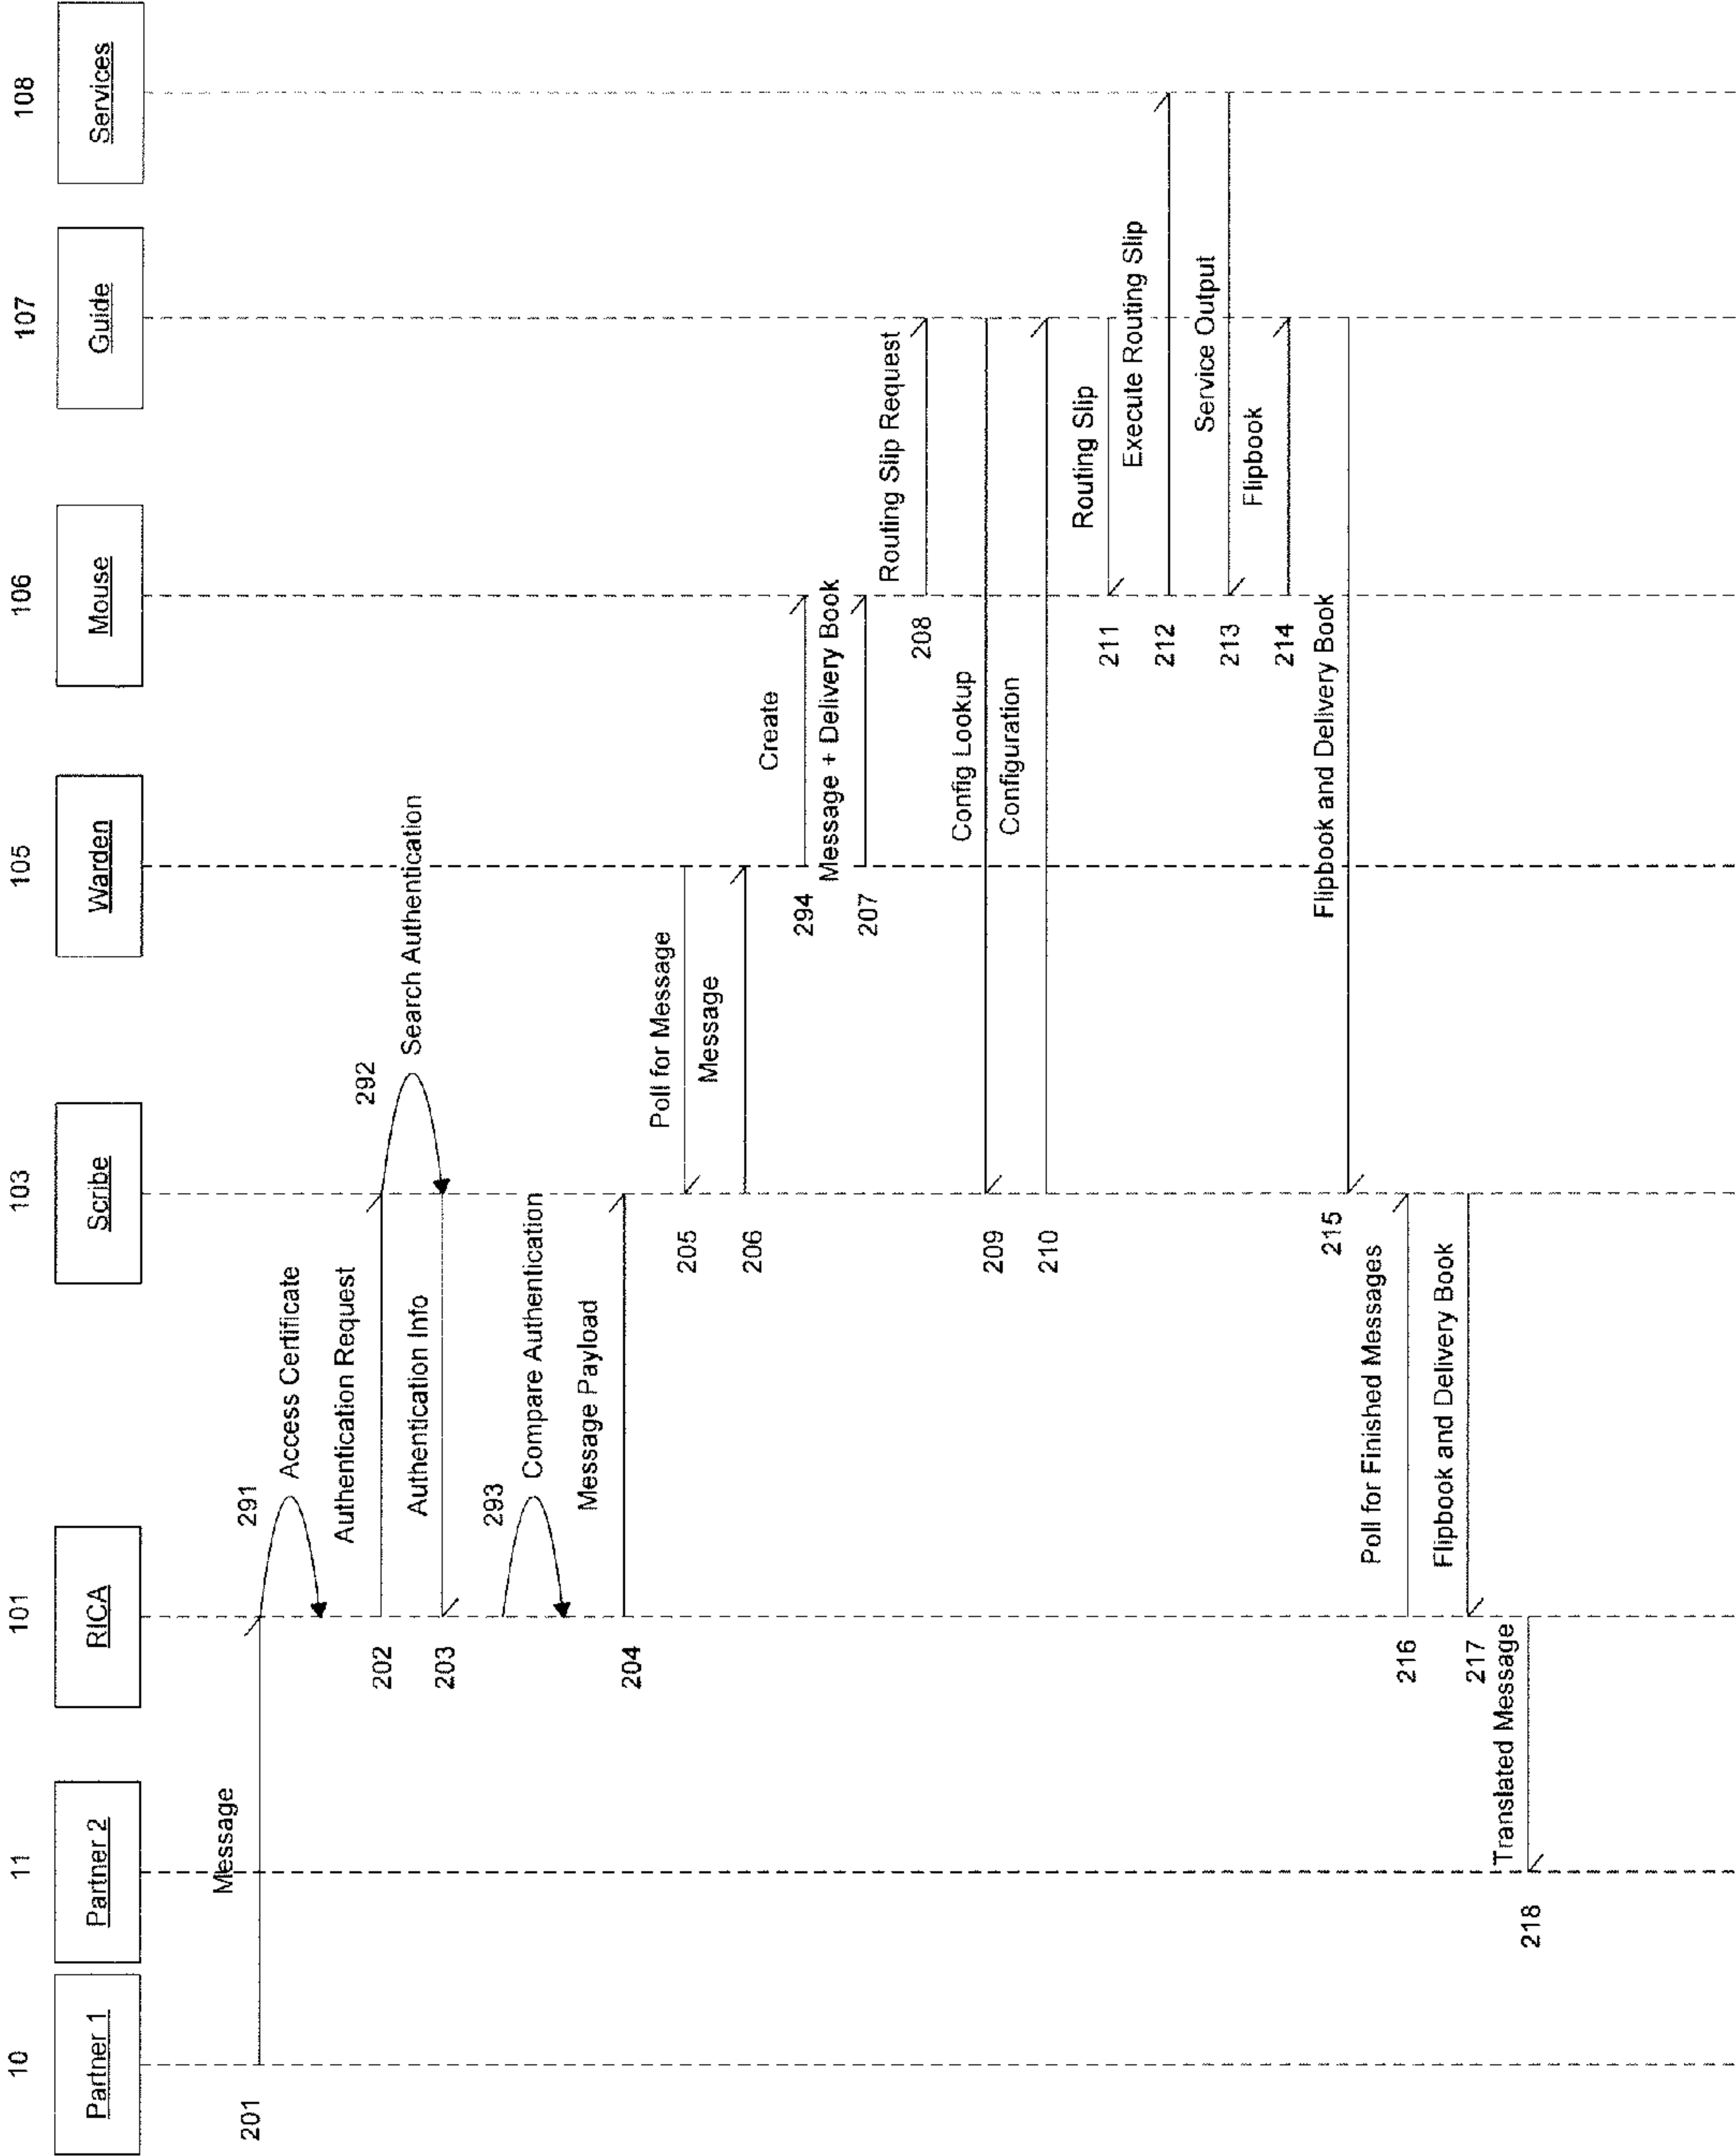 10
Partner 1
11
Partner 2
101
RICA
103
Scribe
105
Warden
106
Mouse
107
Guide
108
Services
201
Message
291
Access Certificate
202
Authentication Request
292
Search Authentication
203
Authentication Info
293
Compare Authentication
204
Message Payload
205
Poll for Message
206
Message
294
Create
207
Message + Delivery Book
208
Routing Slip Request
209
Config Lookup
210
Configuration
211
Routing Slip
212
Execute Routing Slip
213
Service Output
214
Flipbook
215
Flipbook and Delivery Book
216
Poll for Finished Messages
217
Flipbook and Delivery Book
218
Translated Message